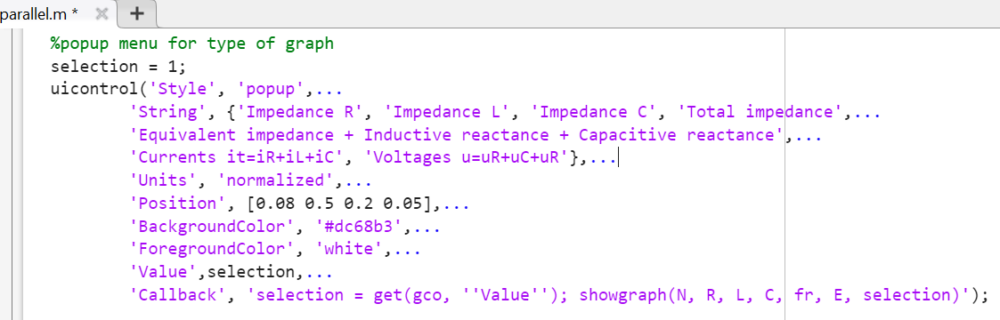 parallel.m *
%popup menu for type of graph
selection = 1;
uicontrol('Style', 'popup',...
'String', {'Impedance R', 'Impedance L', 'Impedance C', 'Total impedance',...
'Equivalent impedance + Inductive reactance + Capacitive reactance',...
'Currents it=iR+iL+iC', 'Voltages u=uR+uC+uR'},...
'Units', 'normalized',...
'Position', [0.08 0.5 0.2 0.05],...
'BackgroundColor', '#dc68b3',...
'ForegroundColor', 'white',...
'Value',selection,...
'Callback', 'selection = get(gco, ''Value''); showgraph(N, R, L, C, fr, E, selection)');